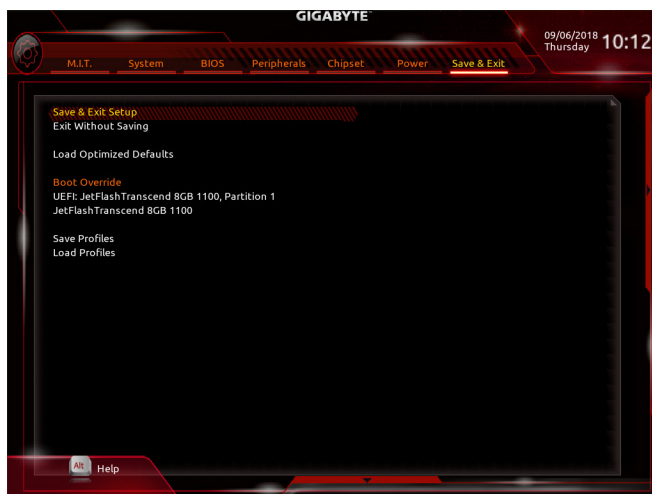 GIGABYTE™
09/06/2018
Thursday
10:12
M.I.T. System BIOS Peripherals Chipset Power Save & Exit
Save & Exit Setup
Exit Without Saving
Load Optimized Defaults
Boot Override
UEFI: JetFlashTranscend 8GB 1100, Partition 1
JetFlashTranscend 8GB 1100
Save Profiles
Load Profiles
Alt Help